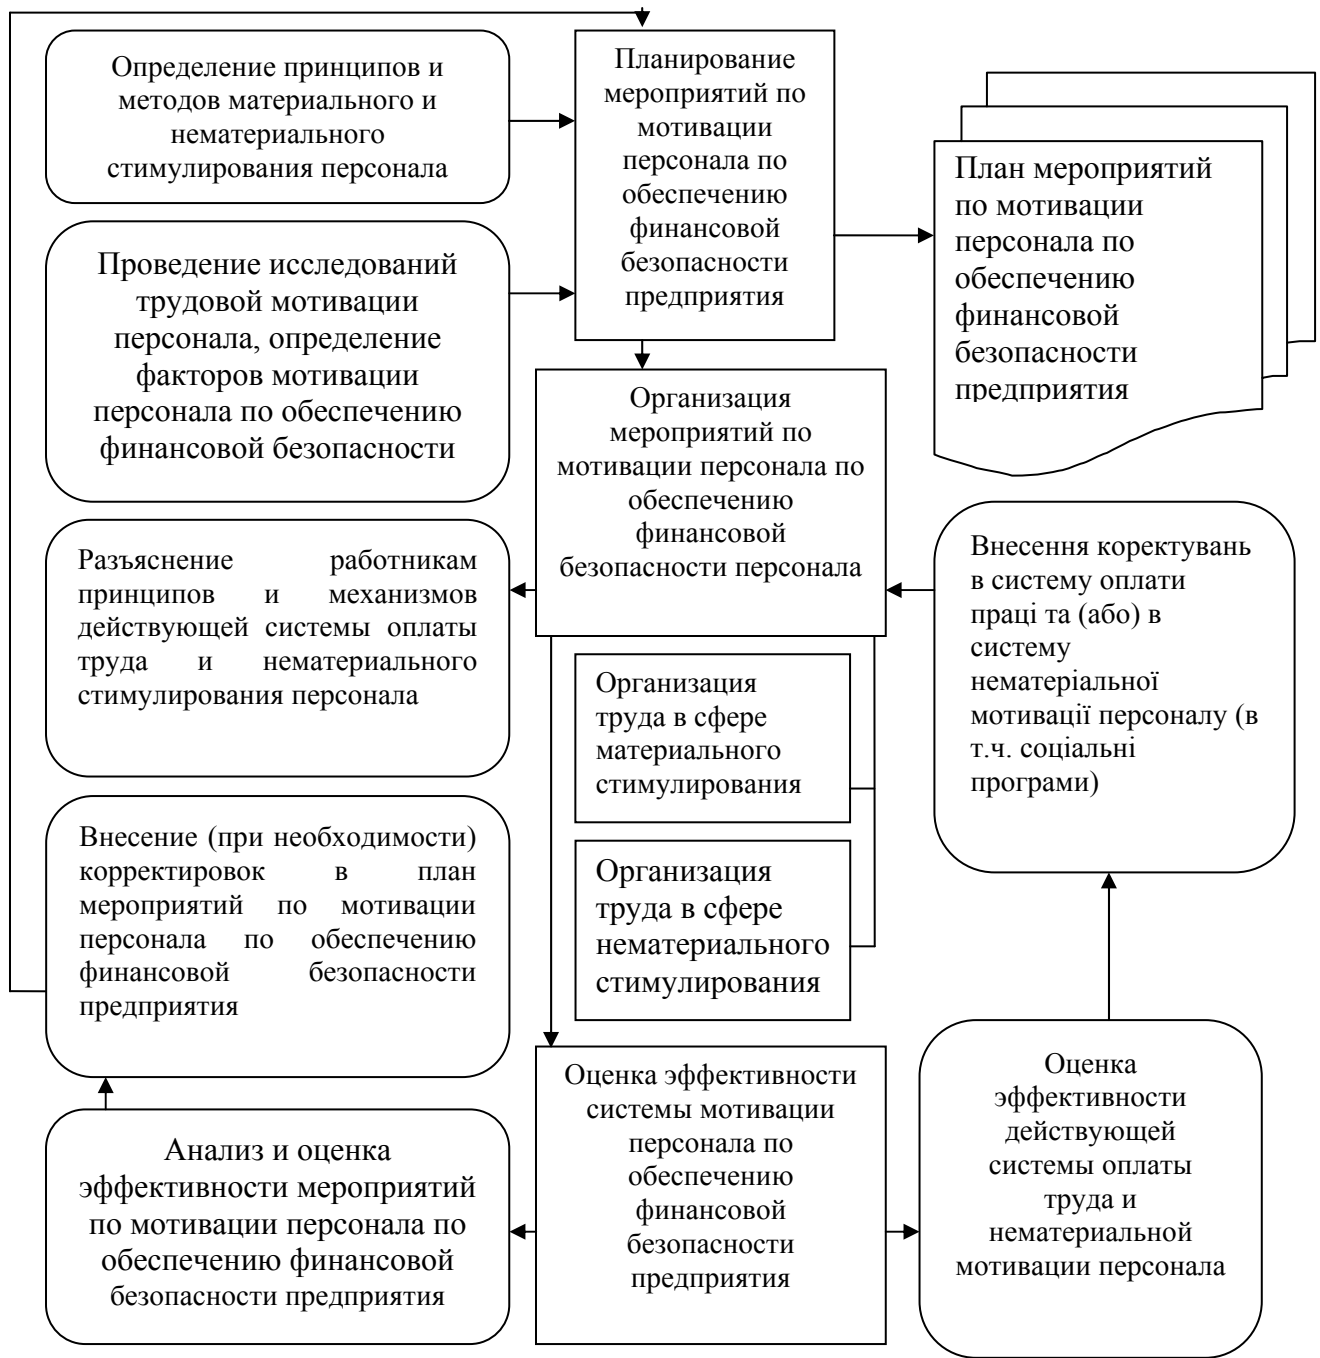 Определение принципов и
методов материального и
нематериального
стимулирования персонала
Планирование
мероприятий по
мотивации
персонала по
обеспечению
финансовой
безопасности
предприятия
План мероприятий
по мотивации
персонала по
обеспечению
финансовой
безопасности
предприятия
Проведение исследований
трудовой мотивации
персонала, определение
факторов мотивации
персонала по обеспечению
финансовой безопасности
Организация
мероприятий по
мотивации персонала по
обеспечению
финансовой
безопасности персонала
Разъяснение работникам
принципов и механизмов
действующей системы оплаты
труда и нематериального
стимулирования персонала
Внесення коректувань
в систему оплати
праці та (або) в
систему
нематеріальної
мотивації персоналу (в
т.ч. соціальні
програми)
Организация
труда в сфере
материального
стимулирования
Организация
труда в сфере
нематериального
стимулирования
Внесение (при необходимости)
корректировок в план
мероприятий по мотивации
персонала по обеспечению
финансовой безопасности
предприятия
Анализ и оценка
эффективности мероприятий
по мотивации персонала по
обеспечению финансовой
безопасности предприятия
Оценка эффективности
системы мотивации
персонала по
обеспечению
финансовой
безопасности
предприятия
Оценка
эффективности
действующей
системы оплаты
труда и
нематериальной
мотивации персонала